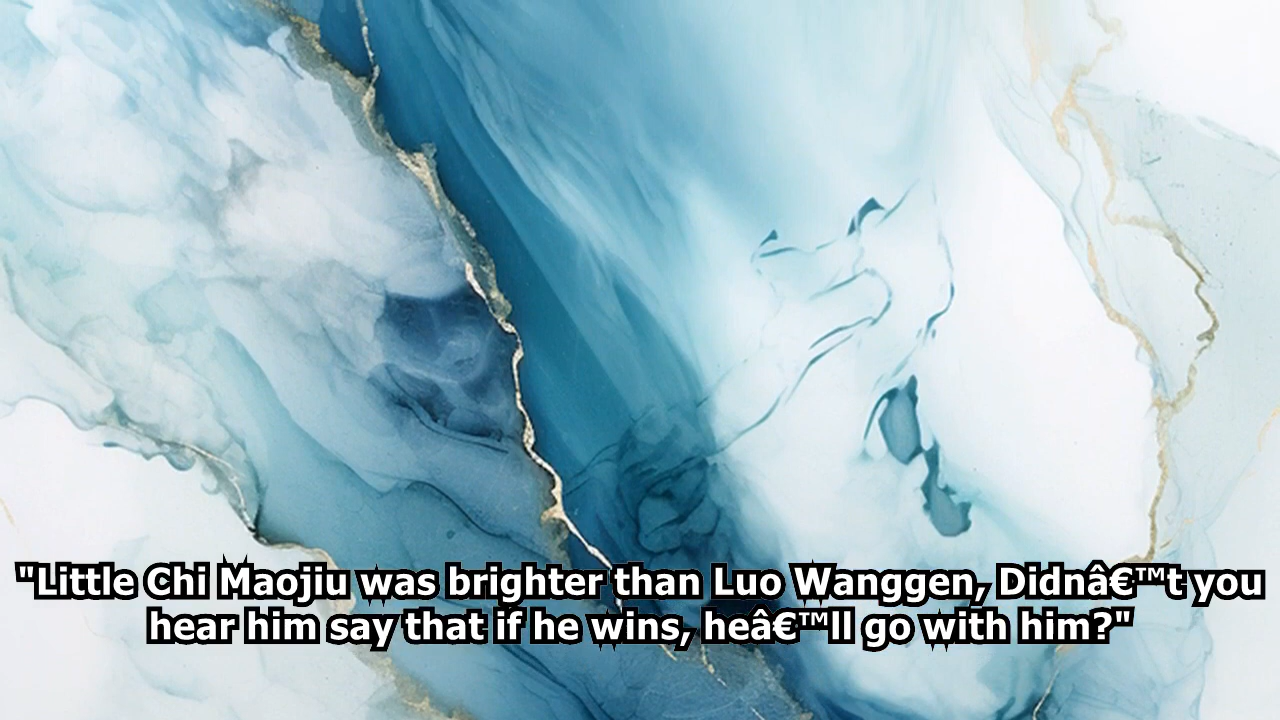 "Little Chi Maojiu was brighter than Luo Wanggen, Didnâ€™t you
hear him say that if he wins, heâ€™ll go with him?"